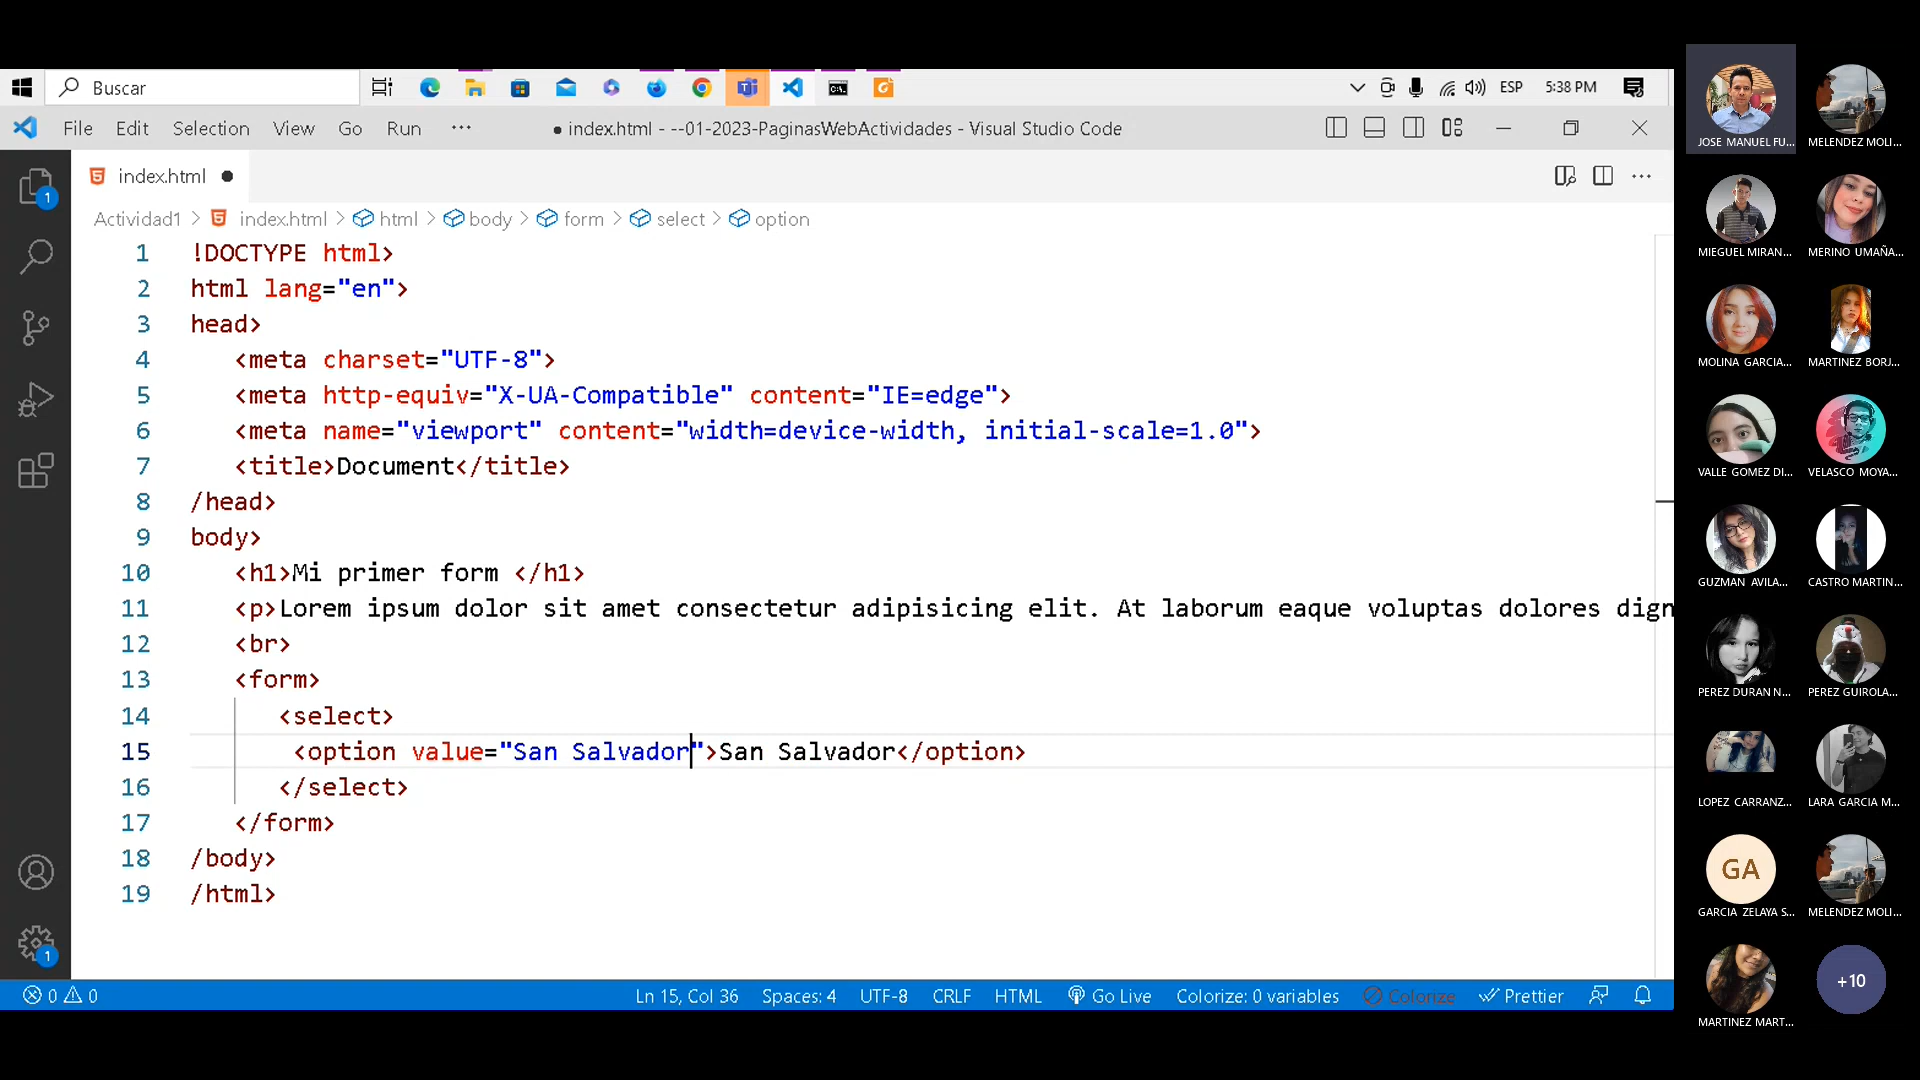 Buscar
ESP
5:38 PM
File Edit Selection View Go Run ··· ● index.html - --01-2023-PaginasWebActividades - Visual Studio Code
1
index.html ●
Actividad1 > index.html > html > body > form > select > option
1 !DOCTYPE html>
2 html lang="en">
3 head>
4 <meta charset="UTF-8">
5 <meta http-equiv="X-UA-Compatible" content="IE=edge">
6 <meta name="viewport" content="width=device-width, initial-scale=1.0">
7 <title>Document</title>
8 /head>
9 body>
10 <h1>Mi primer form </h1>
11 <p>Lorem ipsum dolor sit amet consectetur adipisicing elit. At laborum eaque voluptas dolores dign
12 <br>
13 <form>
14 <select>
15 <option value="San Salvador">San Salvador</option>
16 </select>
17 </form>
18 /body>
19 /html>
1
0 0 Ln 15, Col 36 Spaces: 4 UTF-8 CRLF HTML Go Live Colorize: 0 variables Colorize Prettier
JOSE MANUEL FU... MELENDEZ MOLI...
MIEGUEL MIRAN... MERINO UMAÑA...
MOLINA GARCIA... MARTINEZ BORJ...
VALLE GOMEZ DI... VELASCO MOYA...
GUZMAN AVILA... CASTRO MARTIN...
PEREZ DURAN N... PEREZ GUIROLA...
LOPEZ CARRANZ... LARA GARCIA M...
GA
GARCIA ZELAYA S... MELENDEZ MOLI...
+10
MARTINEZ MART...